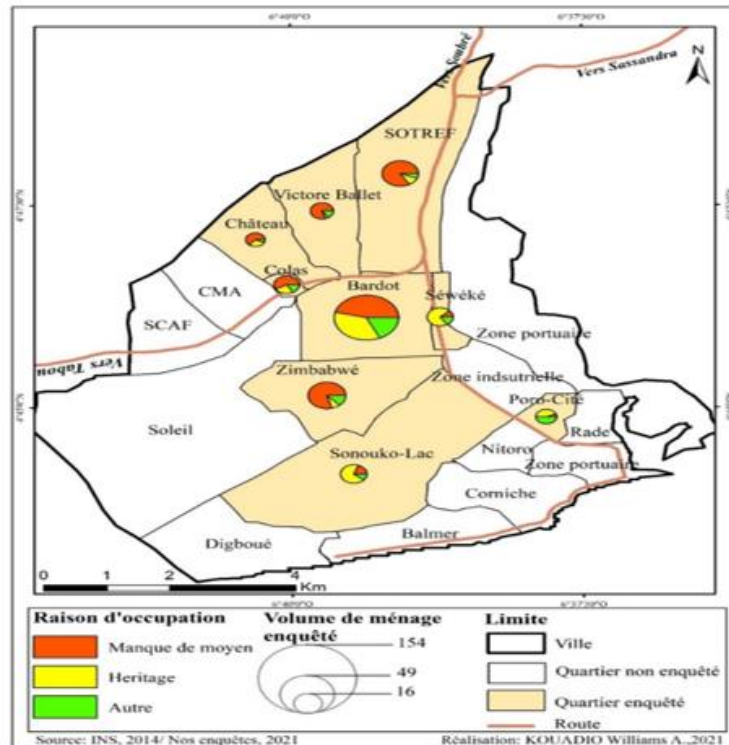 6°40'0"O 6°37'30"O
N
Vers Soubré
Vers Sassandra
SOTREF
4°47'30"N
Victore Ballet
Château
Colas
Bardot
CMA
Séwéké
SCAF
Zone portuaire
Vers Tabou
Zimbabwé
Zone indsutrielle
Poro-Cité
Soleil
Rade
Sonouko-Lac
Nitoro
Zone portuaire
Corniche
Digboué
Balmer
0 1 2 4
Km
6°40'0"O 6°37'30"O
Raison d'occupation
Manque de moyen
Heritage
Autre
Volume de ménage
enquêté
154
49
16
Limite
Ville
Quartier non enquêté
Quartier enquêté
Route
Source: INS, 2014/ Nos enquêtes, 2021 Réalisation: KOUADIO Williams A.,2021